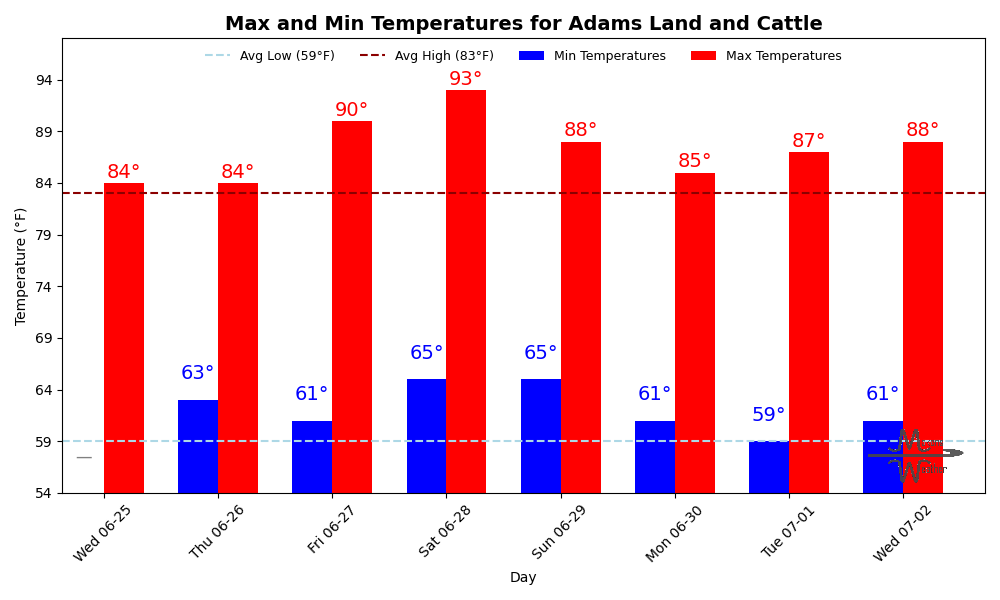 Max and Min Temperatures for Adams Land and Cattle
Avg Low (59°F) Avg High (83°F) Min Temperatures Max Temperatures
Temperature (°F)
94
89
84
79
74
69
64
59
54
84° 84° 90° 93° 88° 85° 87° 88°
63° 61° 65° 65° 61° 59° 61°
—
Wed 06-25 Thu 06-26 Fri 06-27 Sat 06-28 Sun 06-29 Mon 06-30 Tue 07-01 Wed 07-02
Day